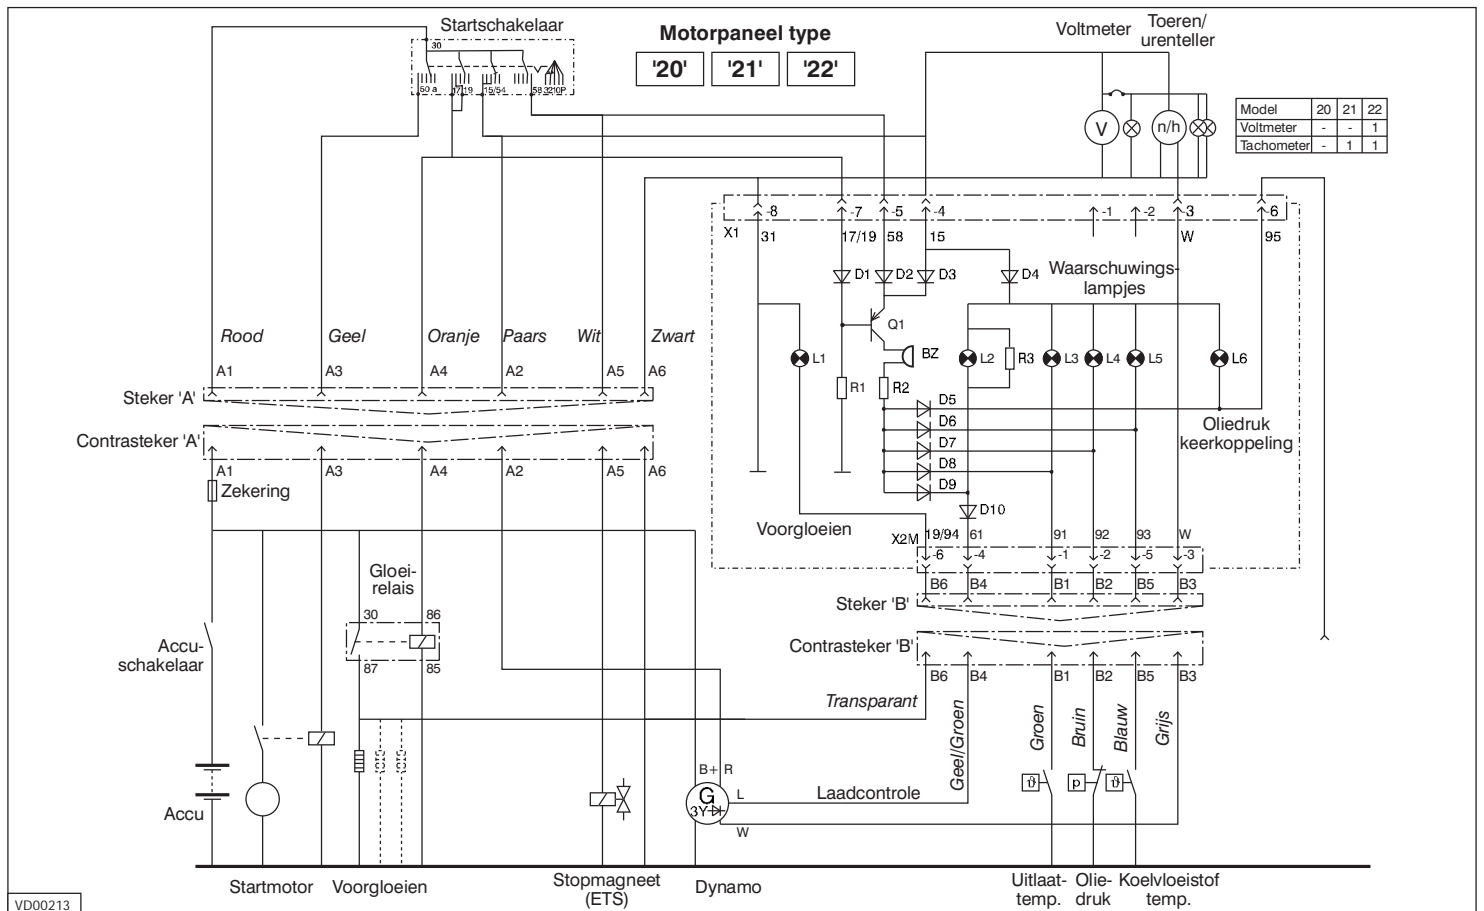 Startschakelaar
Motorpaneel type
'20' '21' '22'
Voltmeter
Toeren/
urenteller
30
50 a 17/19 15/54 58 3210P
V n/h
Model 20 21 22
Voltmeter - - 1
Tachometer - 1 1
-8 -7 -5 -4 -1 -2 -3 -6
X1 31 17/19 58 15 W 95
D1 D2 D3 D4
Waarschuwings-
lampjes
Q1
BZ
L1 L2 R3 L3 L4 L5 L6
R1 R2
D5
D6
D7
D8
D9
D10
Oliedruk
keerkoppeling
Voorgloeien
Rood Geel Oranje Paars Wit Zwart
A1 A3 A4 A2 A5 A6
Steker 'A'
Contrasteker 'A'
A1 A3 A4 A2 A5 A6
Zekering
X2M 19/94 61 91 92 93 W
-6 -4 -1 -2 -5 -3
B6 B4 B1 B2 B5 B3
Steker 'B'
Contrasteker 'B'
B6 B4 B1 B2 B5 B3
Gloei-
relais
30 86
87 85
Accu-
schakelaar
Transparant
Geel/Groen
Groen
Bruin
Blauw
Grijs
B+ R
G
3Y
L
W
Laadcontrole
ϑ p ϑ
Accu
Startmotor
Voorgloeien
Stopmagneet
(ETS)
Dynamo
Uitlaat-
temp.
Olie-
druk
Koelvloeistof
temp.
VD00213